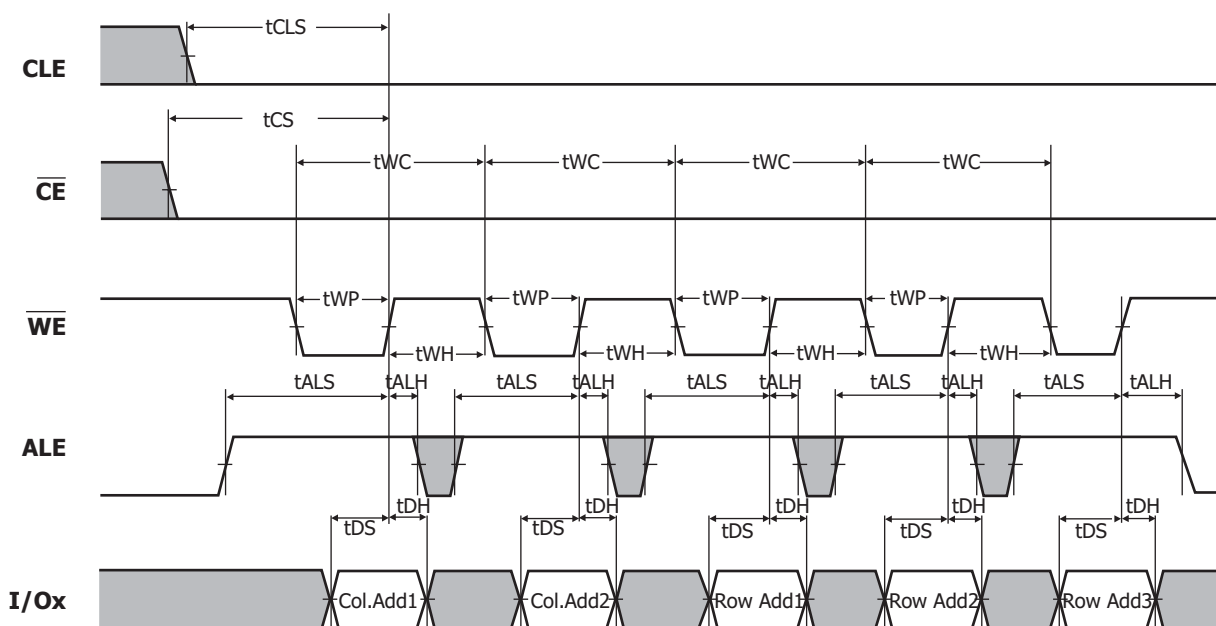 tCLS
CLE
tCS
tWC tWC tWC tWC
CE
tWP tWP tWP tWP
WE
tWH tWH tWH tWH
tALS tALH tALS tALH tALS tALH tALS tALH tALS tALH
ALE
tDH tDH tDH tDH tDH
tDS tDS tDS tDS tDS
I/Ox Col.Add1 Col.Add2 Row Add1 Row Add2 Row Add3